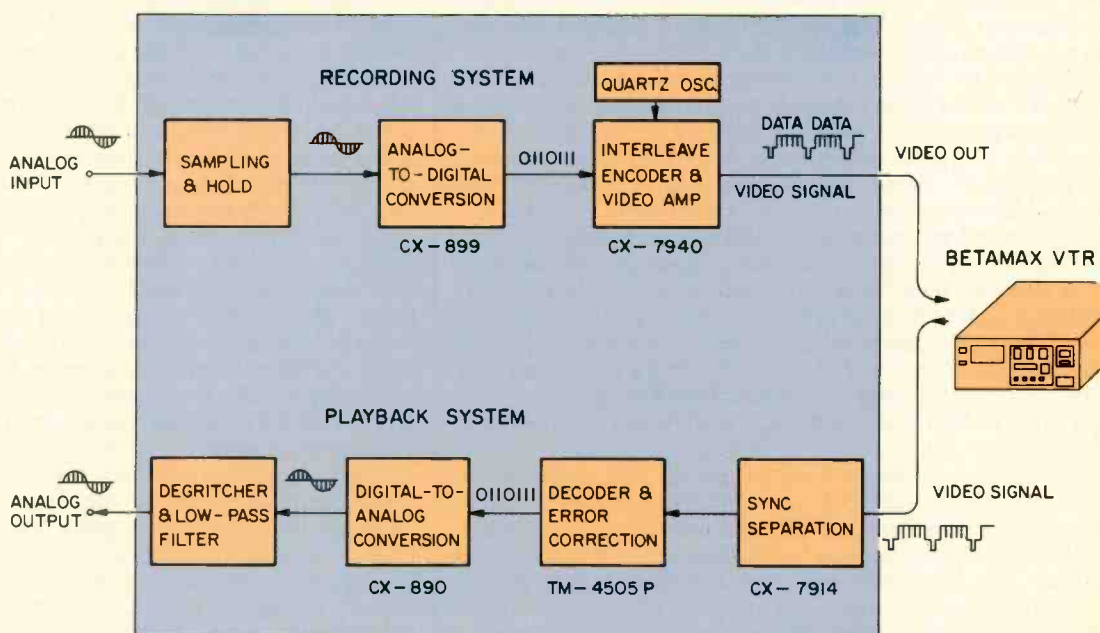 RECORDING SYSTEM
QUARTZ OSC.
ANALOG
INPUT
SAMPLING
& HOLD
ANALOG-
TO-DIGITAL
CONVERSION
CX-899
0110111
INTERLEAVE
ENCODER &
VIDEO AMP
CX-7940
DATA DATA
VIDEO SIGNAL
VIDEO OUT
BETAMAX VTR
PLAYBACK SYSTEM
ANALOG
OUTPUT
DEGRITCHER
& LOW-PASS
FILTER
DIGITAL-TO-
ANALOG
CONVERSION
CX-890
0110111
DECODER &
ERROR
CORRECTION
TM-4505 P
SYNC
SEPARATION
CX-7914
VIDEO SIGNAL